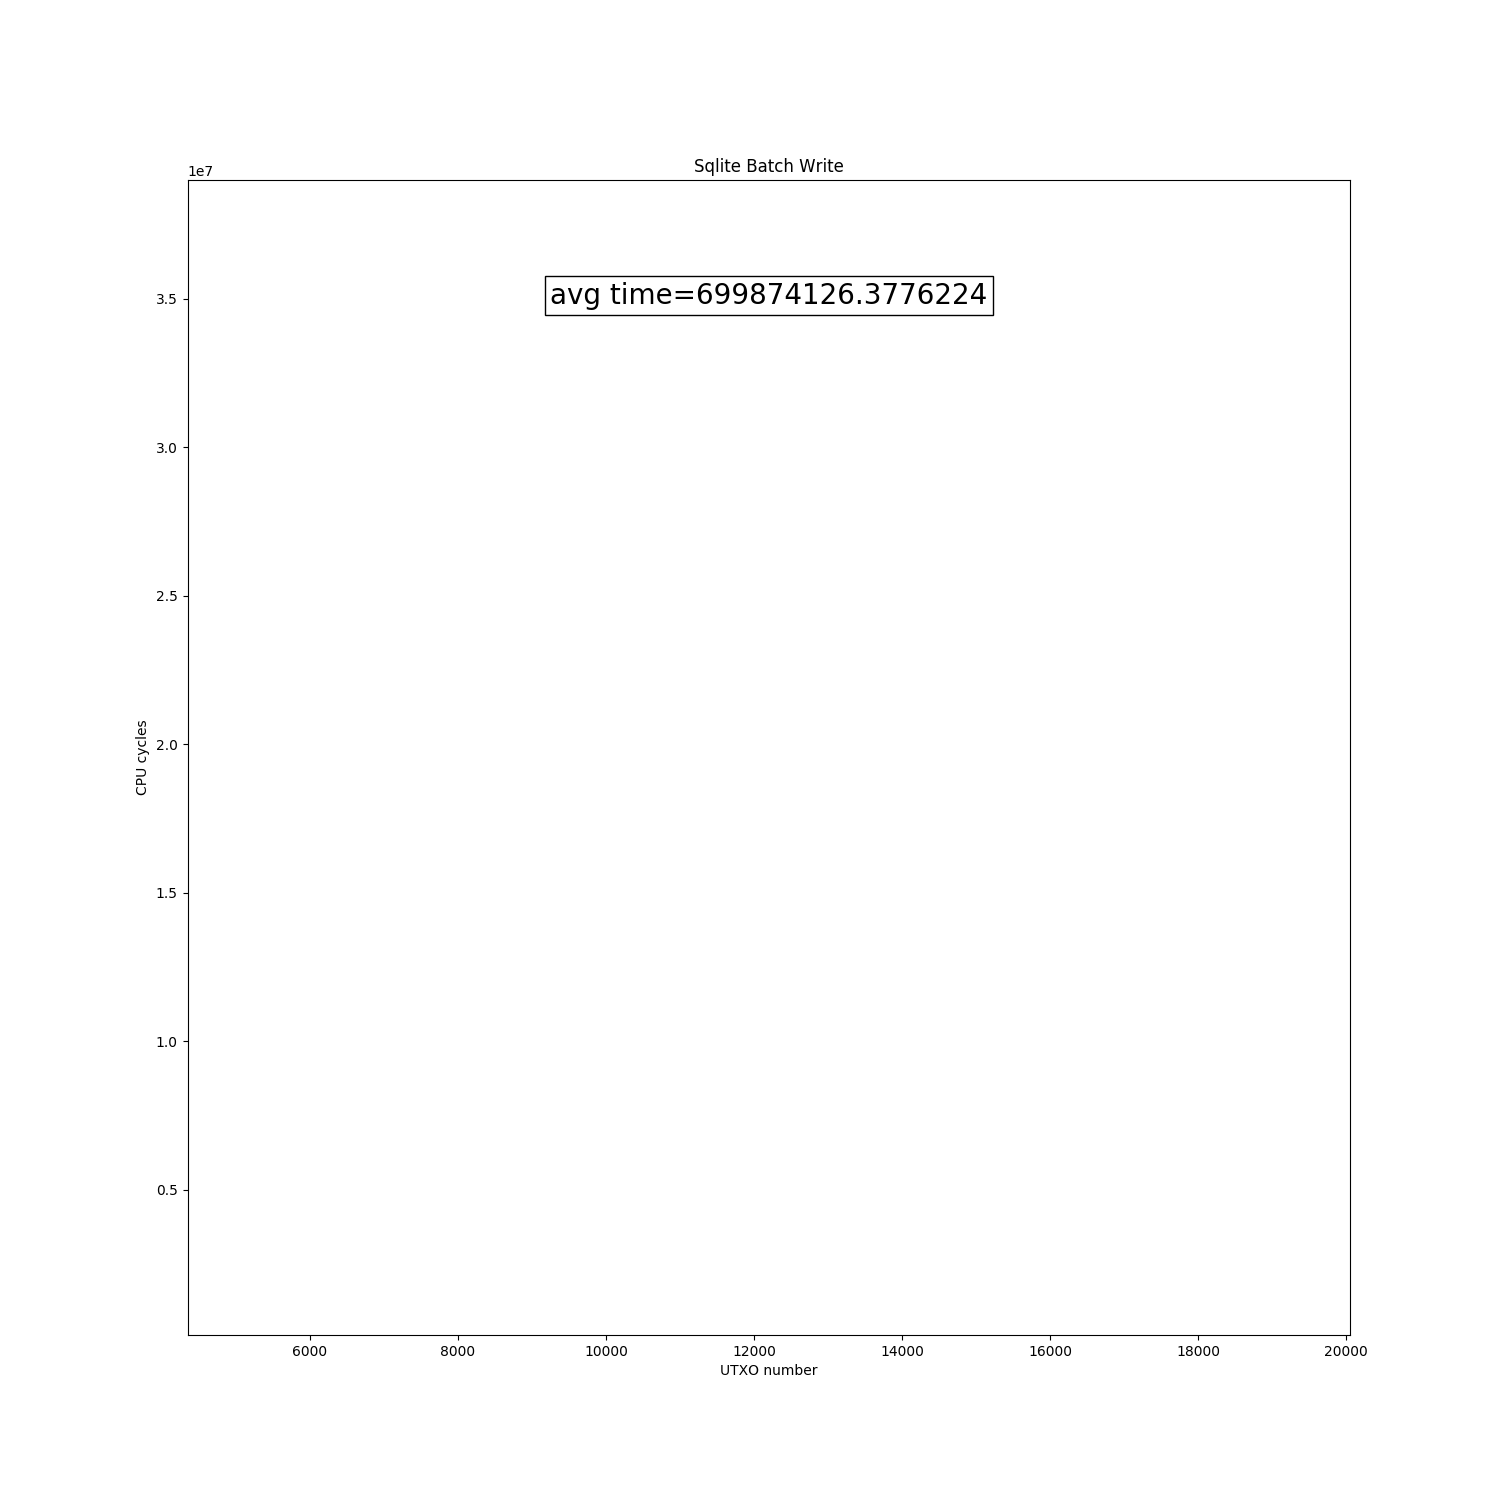 Sqlite Batch Write
1e7
avg time=699874126.3776224
3.5
3.0
2.5
2.0
CPU cycles
1.5
1.0
0.5
6000 8000 10000 12000 14000 16000 18000 20000
UTXO number